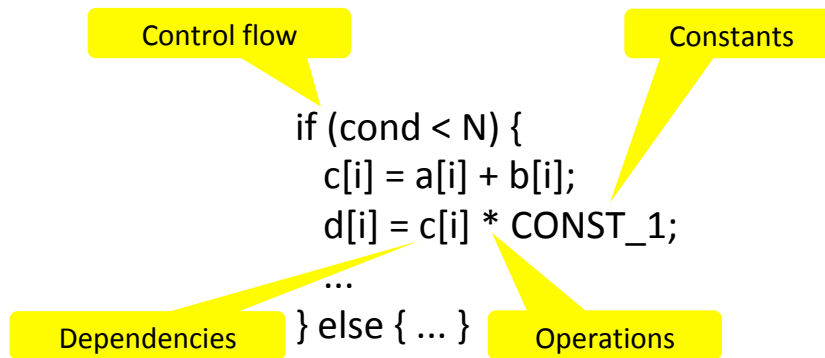 Control flow
Constants
if (cond < N) {
c[i] = a[i] + b[i];
d[i] = c[i] * CONST_1;
...
} else { ... }
Dependencies
Operations